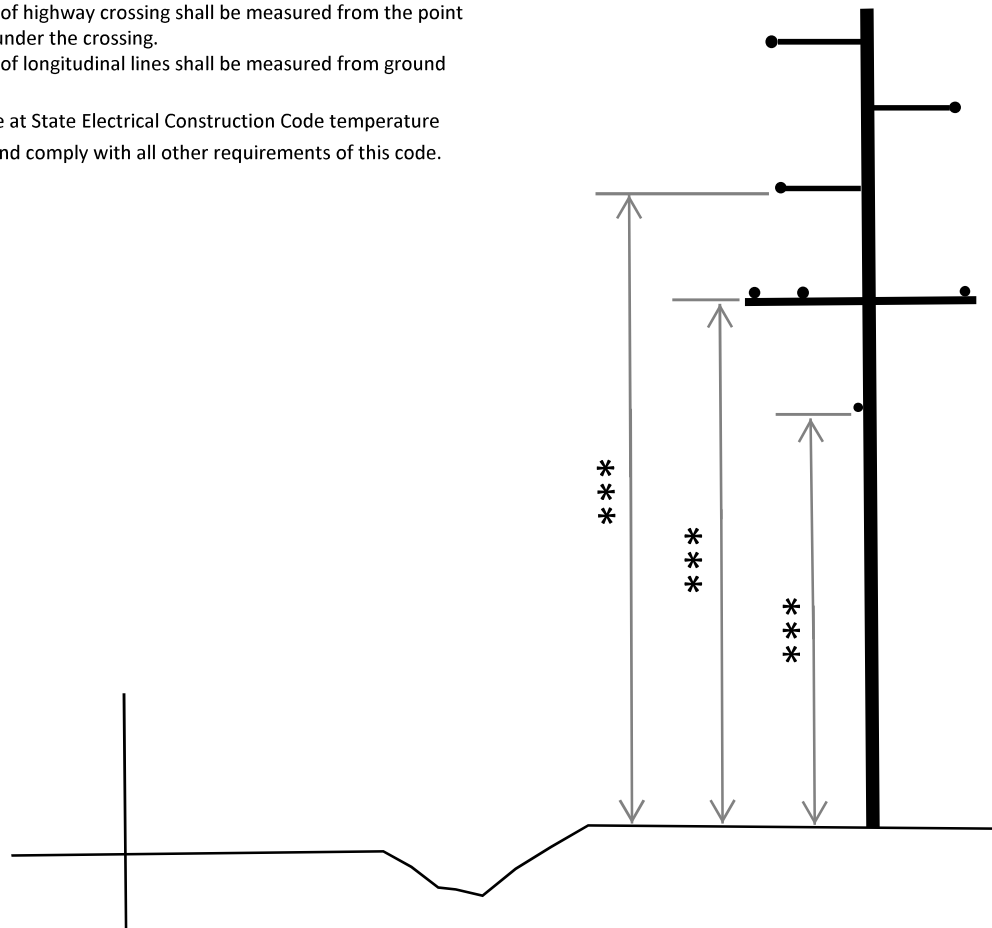 of highway crossing shall be measured from the point
under the crossing.
of longitudinal lines shall be measured from ground
at State Electrical Construction Code temperature
comply with all other requirements of this code.
***
***
***